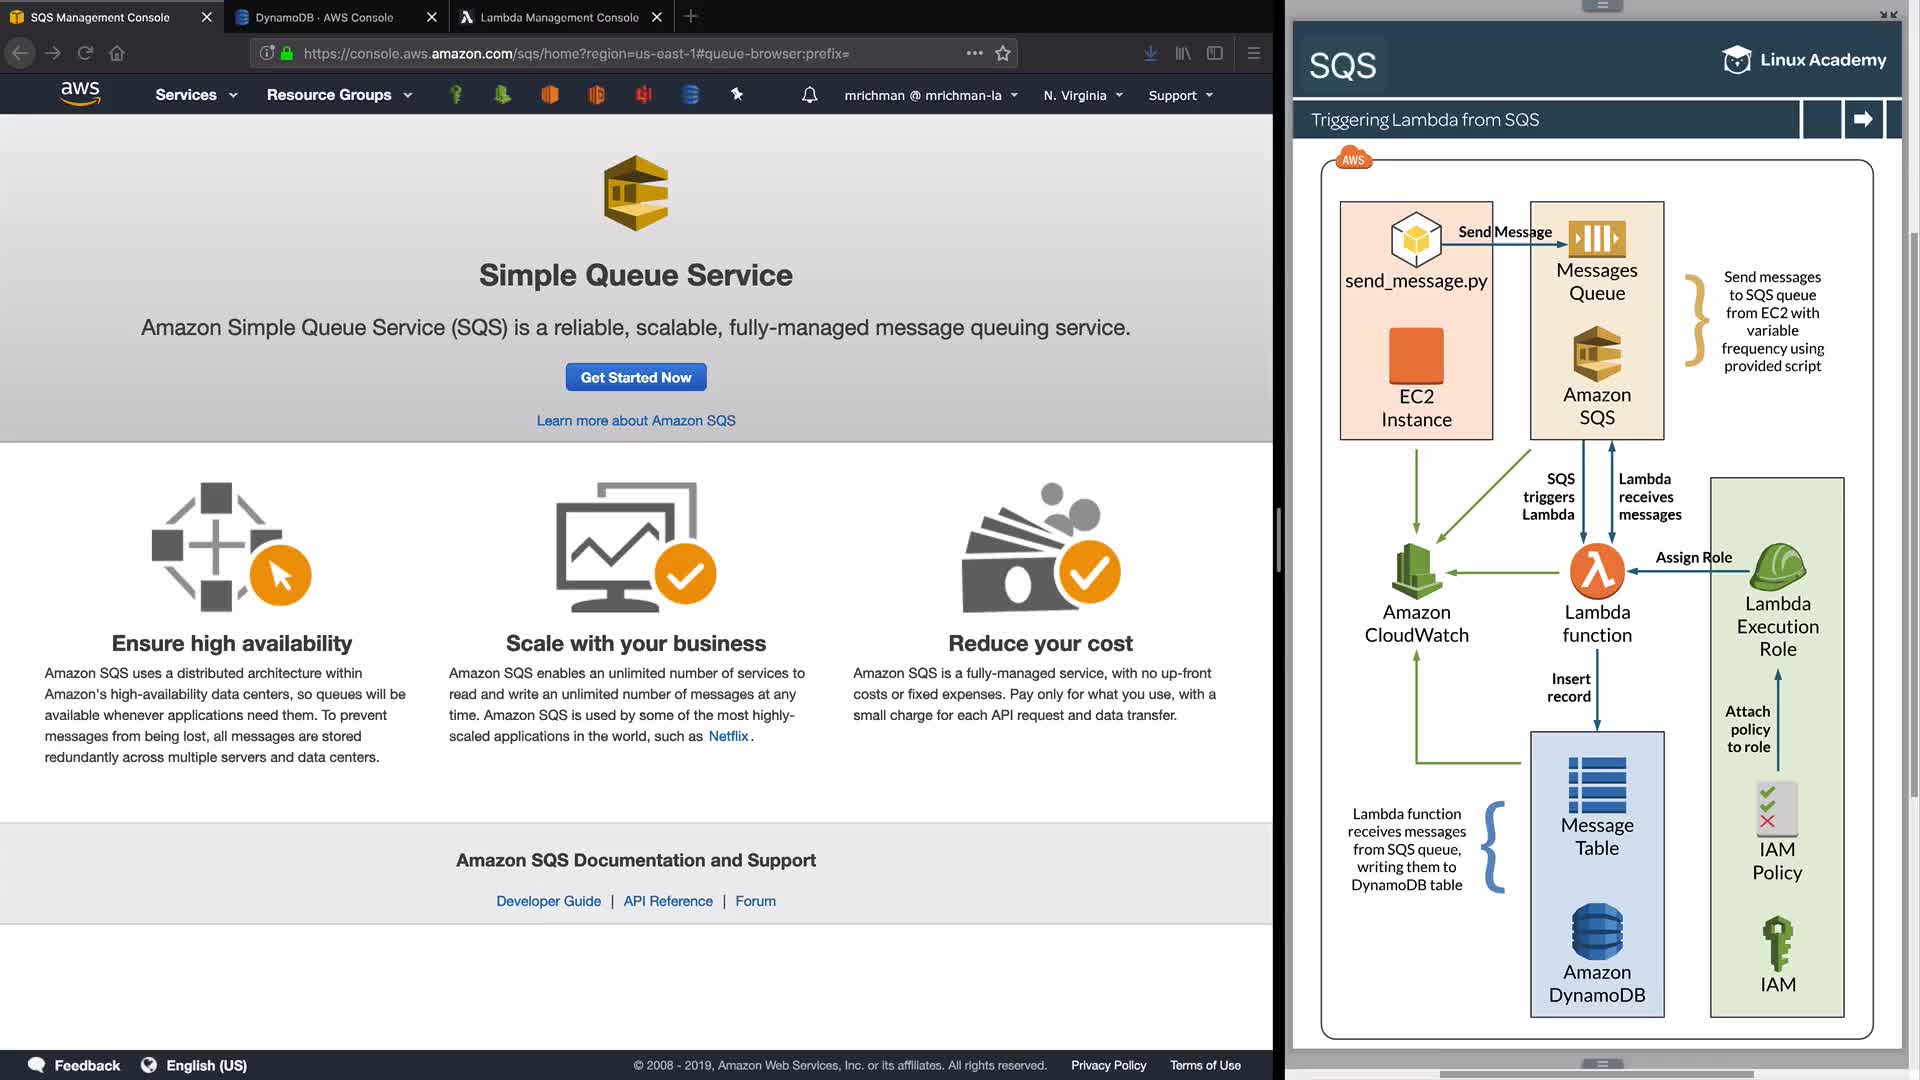 SQS Management Console
DynamoDB · AWS Console
Lambda Management Console
https://console.aws.amazon.com/sqs/home?region=us-east-1#queue-browser:prefix=
aws
Services
Resource Groups
mrichman @ mrichman-la
N. Virginia
Support
Simple Queue Service
Amazon Simple Queue Service (SQS) is a reliable, scalable, fully-managed message queuing service.
Get Started Now
Learn more about Amazon SQS
Ensure high availability
Amazon SQS uses a distributed architecture within
Amazon's high-availability data centers, so queues will be
available whenever applications need them. To prevent
messages from being lost, all messages are stored
redundantly across multiple servers and data centers.
Scale with your business
Amazon SQS enables an unlimited number of services to
read and write an unlimited number of messages at any
time. Amazon SQS is used by some of the most highly-
scaled applications in the world, such as Netflix.
Reduce your cost
Amazon SQS is a fully-managed service, with no up-front
costs or fixed expenses. Pay only for what you use, with a
small charge for each API request and data transfer.
Amazon SQS Documentation and Support
Developer Guide | API Reference | Forum
Feedback
English (US)
© 2008 - 2019, Amazon Web Services, Inc. or its affiliates. All rights reserved.
Privacy Policy
Terms of Use
SQS
Linux Academy
Triggering Lambda from SQS
AWS
Send Message
send_message.py
Messages
Queue
EC2
Instance
Amazon
SQS
Send messages
to SQS queue
from EC2 with
variable
frequency using
provided script
SQS
triggers
Lambda
Lambda
receives
messages
Assign Role
Amazon
CloudWatch
Lambda
function
Lambda
Execution
Role
Insert
record
Attach
policy
to role
Message
Table
Lambda function
receives messages
from SQS queue,
writing them to
DynamoDB table
IAM
Policy
Amazon
DynamoDB
IAM